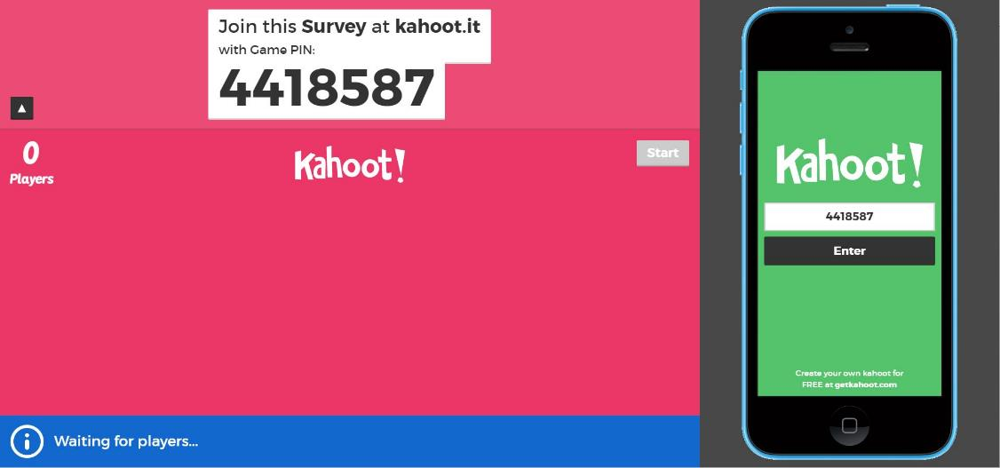 Join this Survey at kahoot.it
with Game PIN:
4418587
▲
0
Players
Kahoot!
Start
Waiting for players...
Kahoot!
4418587
Enter
Create your own kahoot for
FREE at getkahoot.com